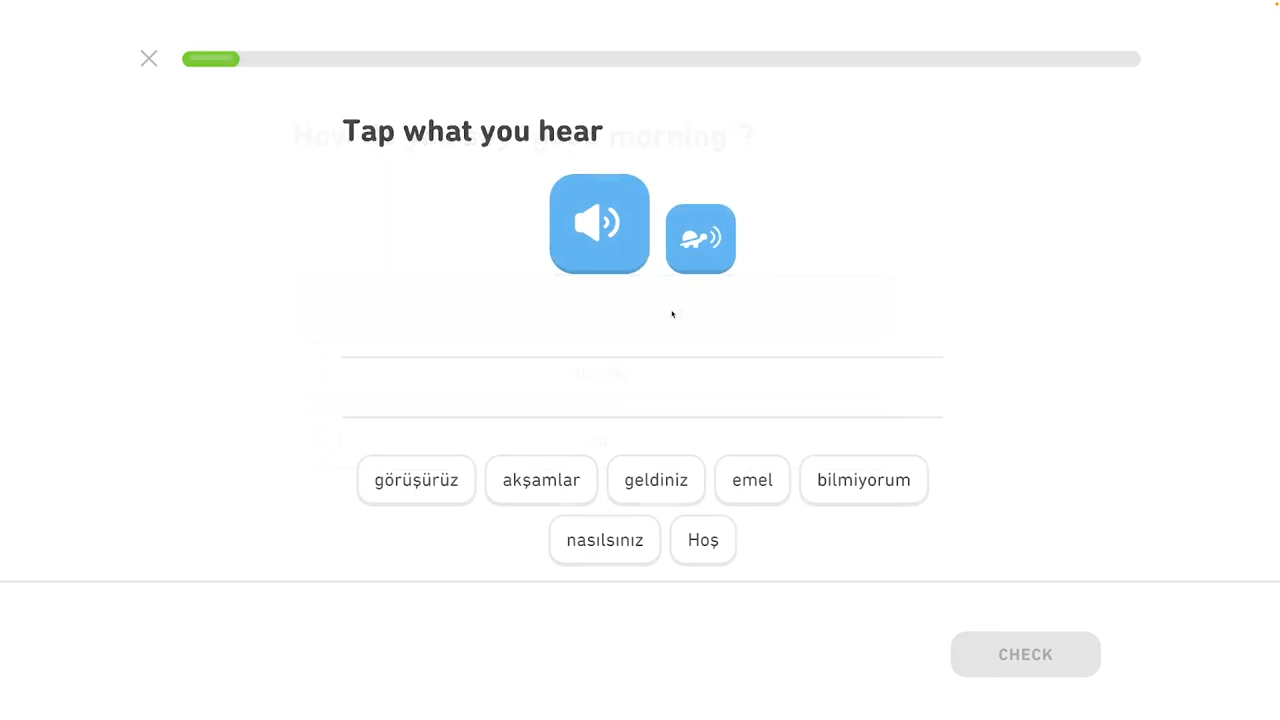 Tap what you hear
görüşürüz akşamlar geldiniz emel bilmiyorum
nasılsınız Hoş
CHECK